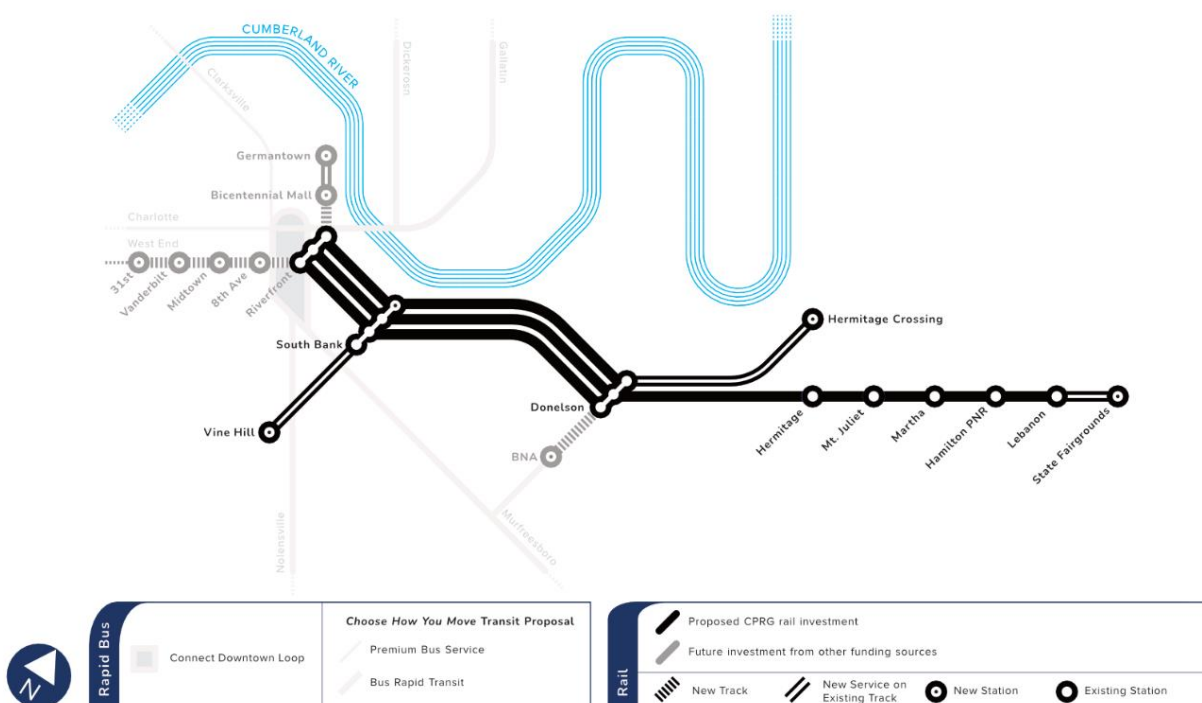 CUMBERLAND RIVER
Clarksville
Dickerosn
Gallatin
Germantown
Bicentennial Mall
Charlotte
West End
31st
Vanderbilt
Midtown
8th Ave
Riverfront
South Bank
Hermitage Crossing
Vine Hill
Donelson
BNA
Hermitage
Mt. Juliet
Martha
Hamilton PNR
Lebanon
State Fairgrounds
Nolensville
Murfreesboro
N
Rapid Bus
Connect Downtown Loop
Choose How You Move Transit Proposal
Premium Bus Service
Bus Rapid Transit
Rail
Proposed CPRG rail investment
Future investment from other funding sources
New Track
New Service on
Existing Track
New Station
Existing Station